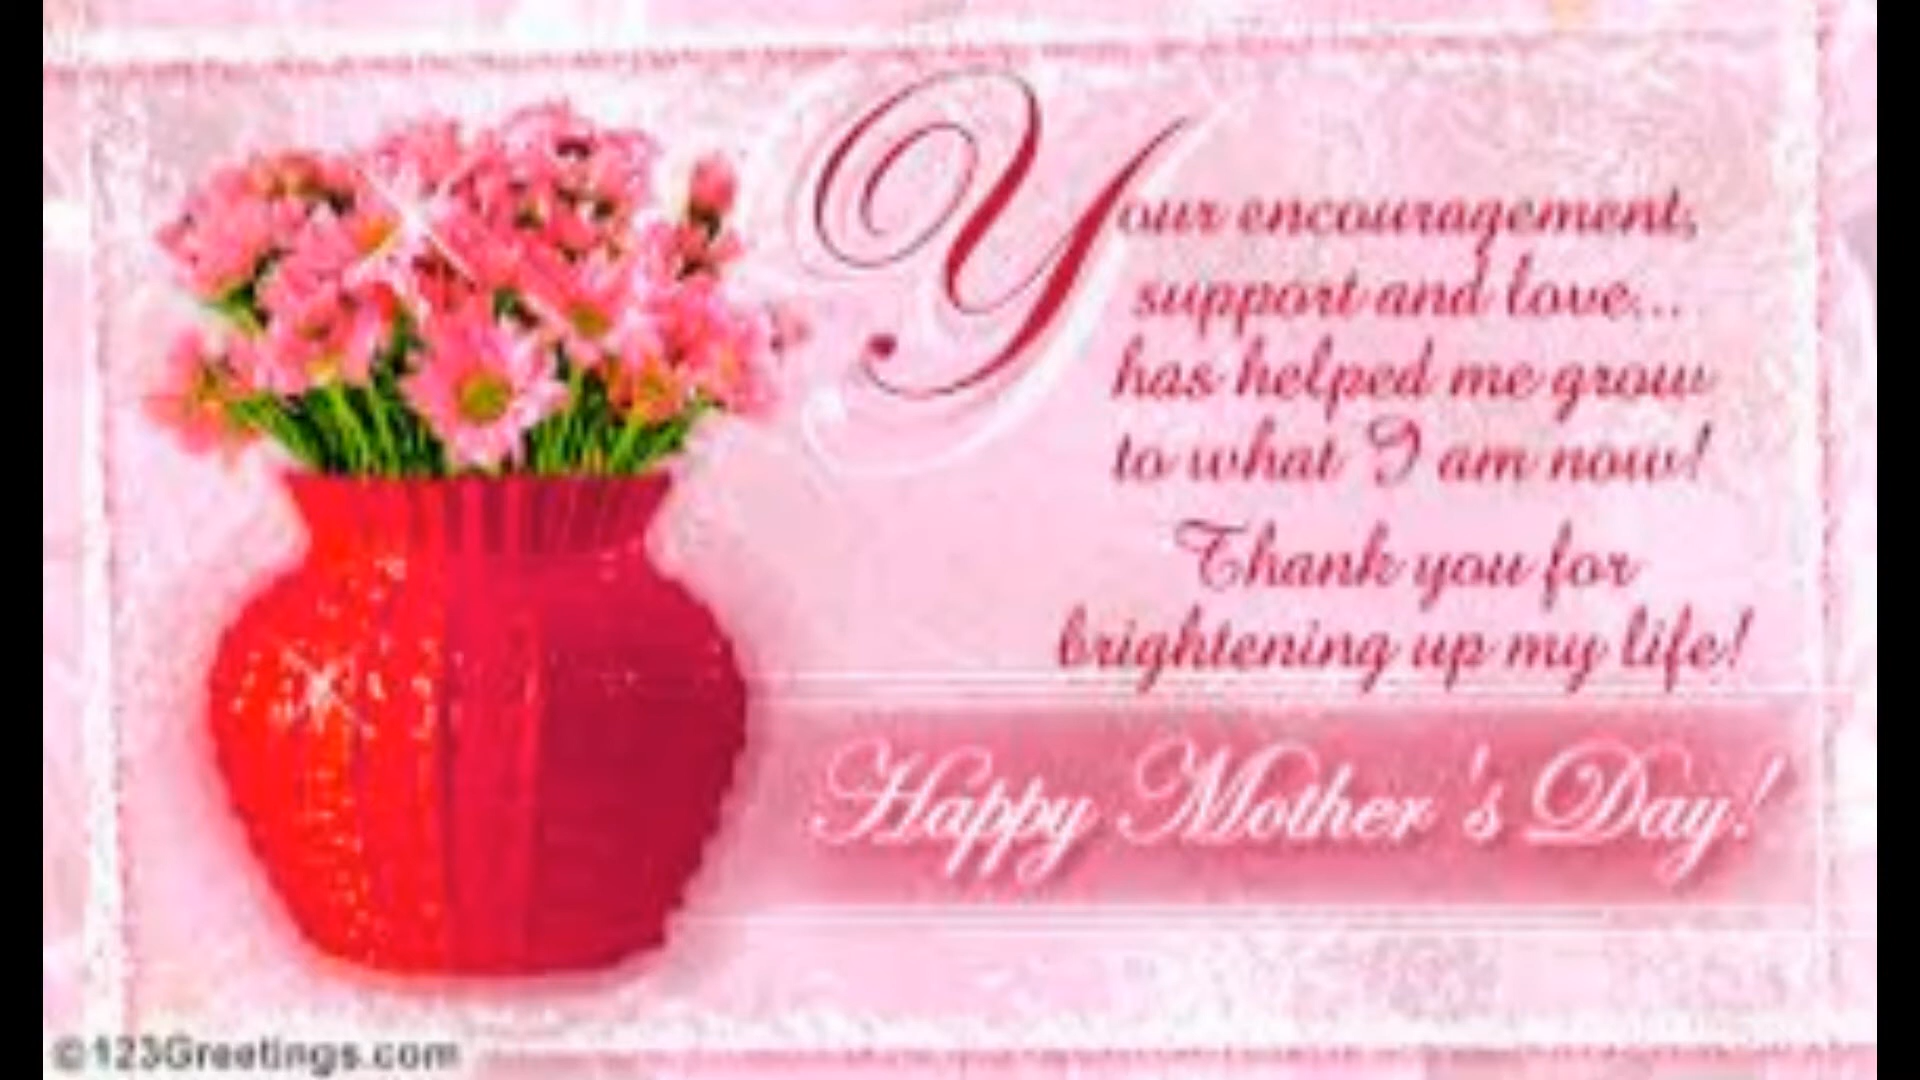 Your encouragement,
support and love...
has helped me grow
to what I am now!
Thank you for
brightening up my life!
Happy Mother's Day!
©123Greetings.com